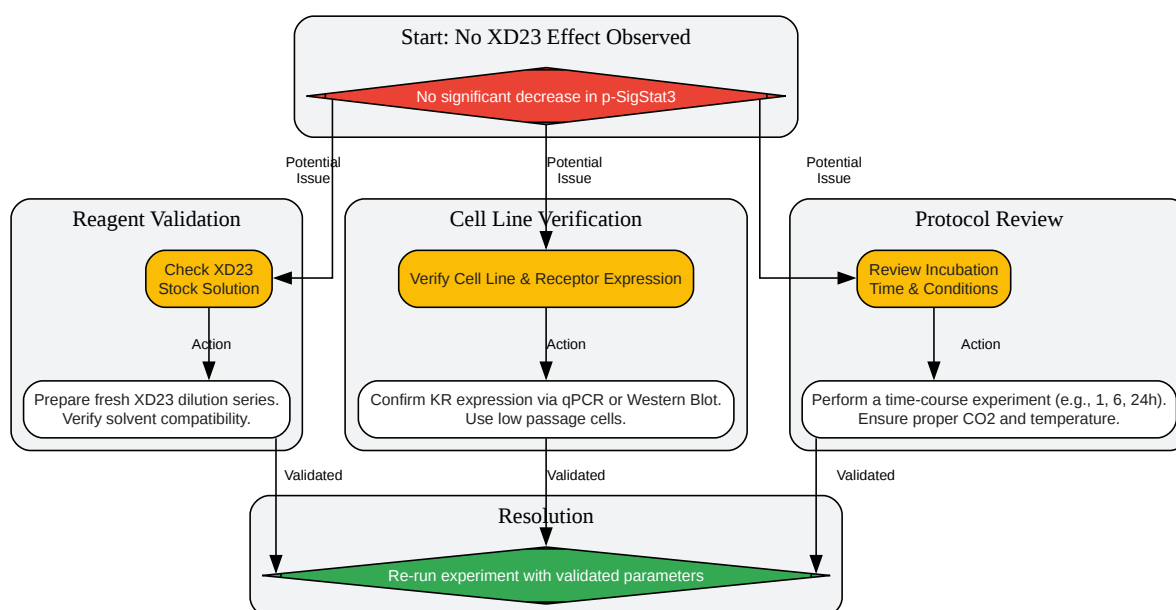 Start: No XD23 Effect Observed
No significant decrease in p-SigStat3
Potential
Issue
Potential
Issue
Potential
Issue
Reagent Validation
Cell Line Verification
Protocol Review
Check XD23
Stock Solution
Verify Cell Line & Receptor Expression
Review Incubation
Time & Conditions
Action
Action
Action
Prepare fresh XD23 dilution series.
Verify solvent compatibility.
Confirm KR expression via qPCR or Western Blot.
Use low passage cells.
Perform a time-course experiment (e.g., 1, 6, 24h).
Ensure proper CO2 and temperature.
Validated
Validated
Validated
Resolution
Re-run experiment with validated parameters